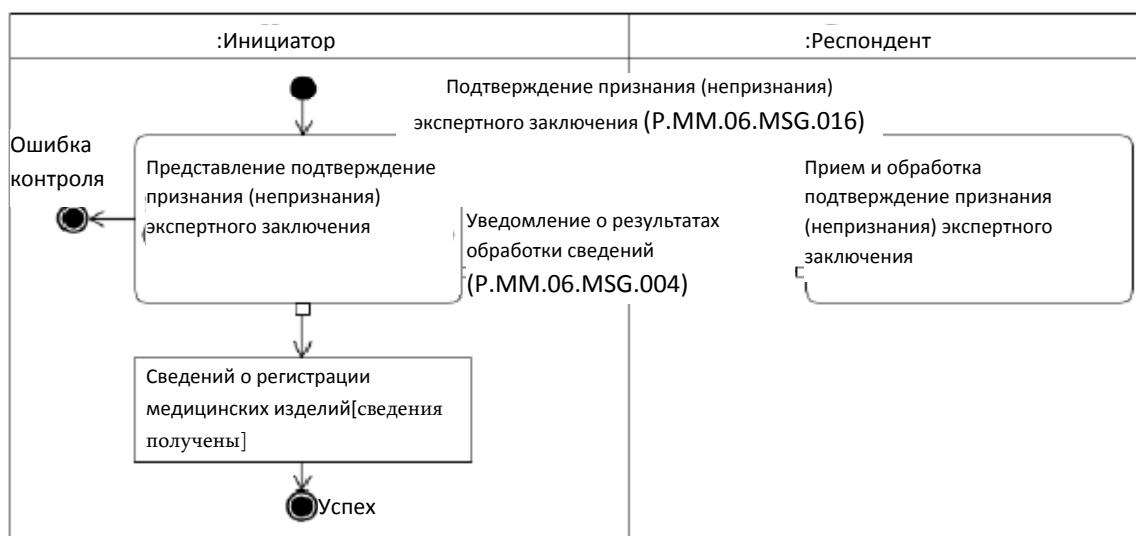 :Инициатор
:Респондент
Подтверждение признания (непризнания)
экспертного заключения (P.MM.06.MSG.016)
Ошибка
контроля
Представление подтверждение
признания (непризнания)
экспертного заключения
Прием и обработка
подтверждение признания
(непризнания) экспертного
заключения
Уведомление о результатах
обработки сведений
(P.MM.06.MSG.004)
Сведений о регистрации
медицинских изделий[сведения
получены]
Успех